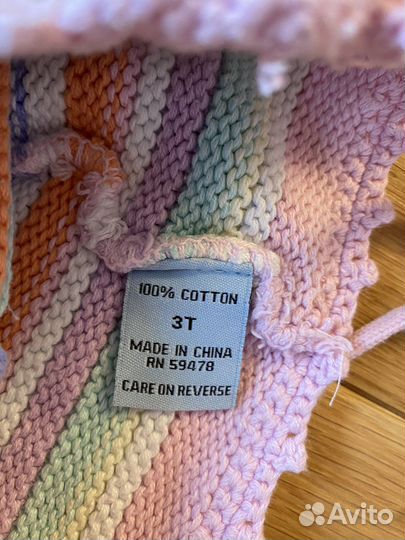 100% COTTON
3T
MADE IN CHINA
RN 59478
CARE ON REVERSE
Avito